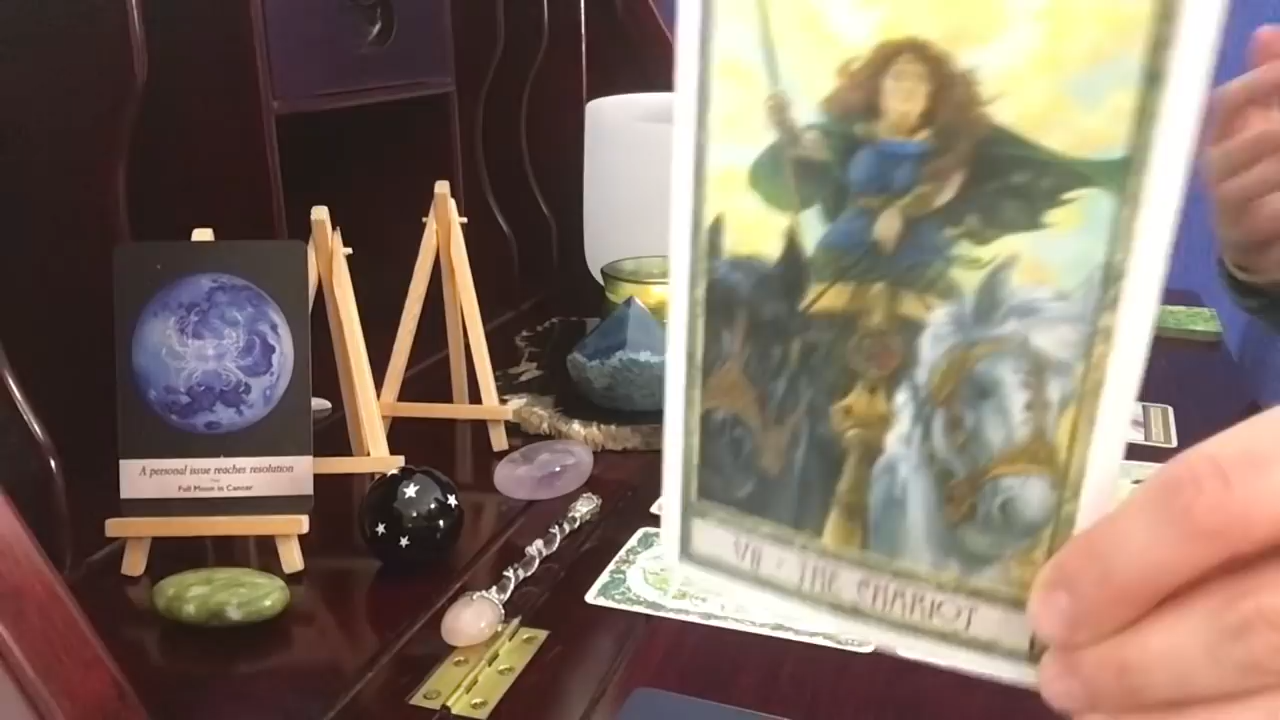 A personal issue reaches resolution
Full Moon in Cancer
VII · THE CHARIOT